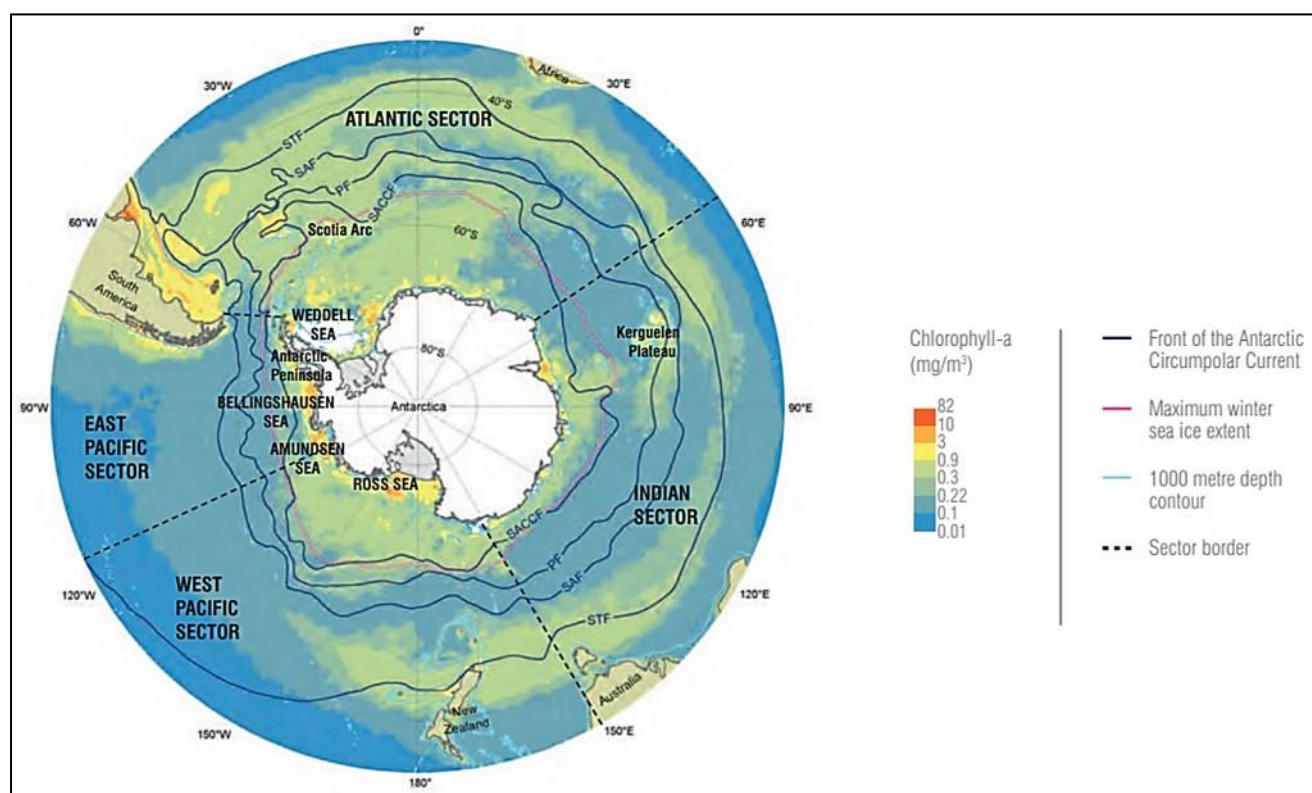 0°
30°W
30°E
Africa
40°S
ATLANTIC SECTOR
STF
SAF
PF
SACCF
60°W
60°E
Scotia Arc
60°S
South
America
WEDDELL
SEA
Kerguelen
Plateau
Antarctic
Peninsula
80°S
90°W
BELLINGSHAUSEN
SEA
Antarctica
90°E
EAST
PACIFIC
SECTOR
AMUNDSEN
SEA
ROSS SEA
INDIAN
SECTOR
SACCF
PF
SAF
120°W
WEST
PACIFIC
SECTOR
120°E
STF
Australia
New
Zealand
150°W
150°E
180°
Chlorophyll-a
(mg/m³)
82
10
3
0.9
0.3
0.22
0.1
0.01
Front of the Antarctic
Circumpolar Current
Maximum winter
sea ice extent
1000 metre depth
contour
Sector border